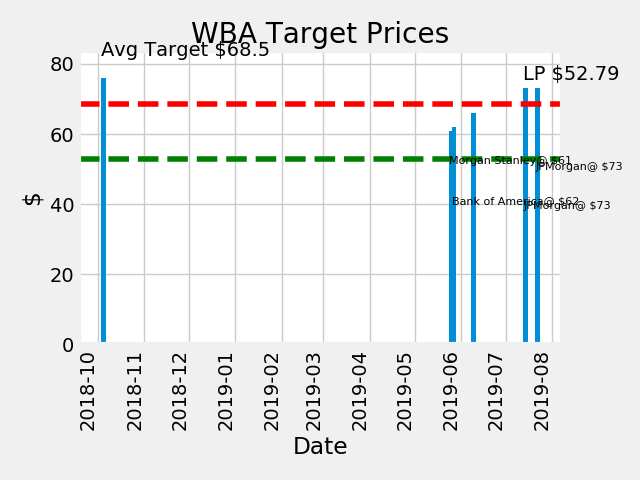 WBA Target Prices
Avg Target $68.5
LP $52.79
80
60
40
20
0
$
Morgan Stanley@ $61
JPMorgan@ $73
Bank of America@ $62
JPMorgan@ $73
2018-10
2018-11
2018-12
2019-01
2019-02
2019-03
2019-04
2019-05
2019-06
2019-07
2019-08
Date